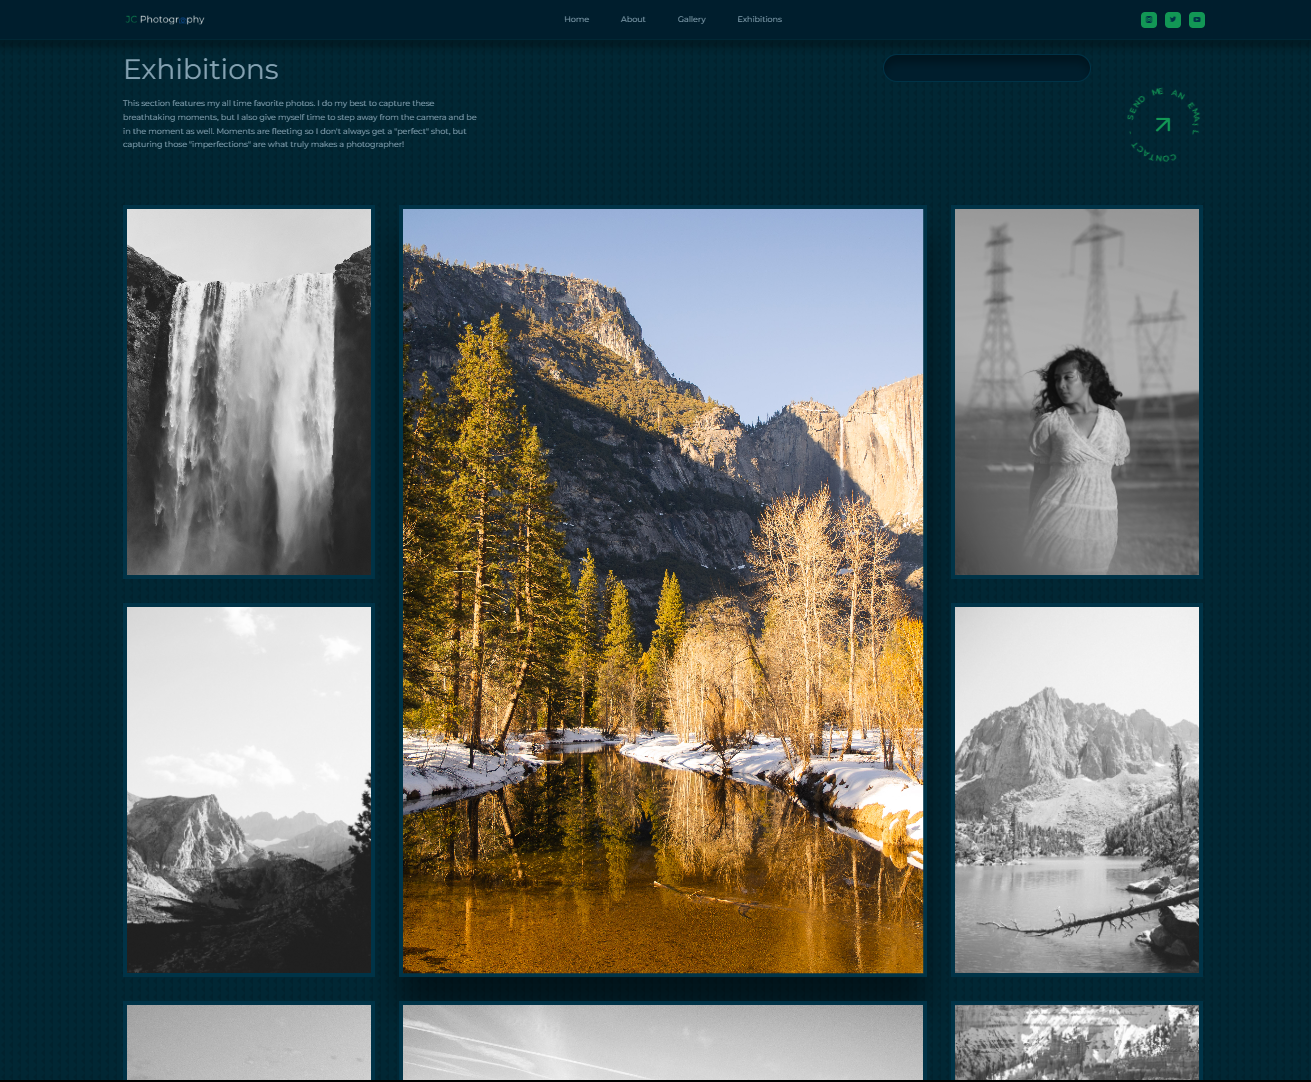 JC Photography
Home
About
Gallery
Exhibitions
Exhibitions
This section features my all time favorite photos. I do my best to capture these
breathtaking moments, but I also give myself time to step away from the camera and be
in the moment as well. Moments are fleeting so I don't always get a "perfect" shot, but
capturing those "imperfections" are what truly makes a photographer!
SEND ME AN EMAIL
CONTACT -